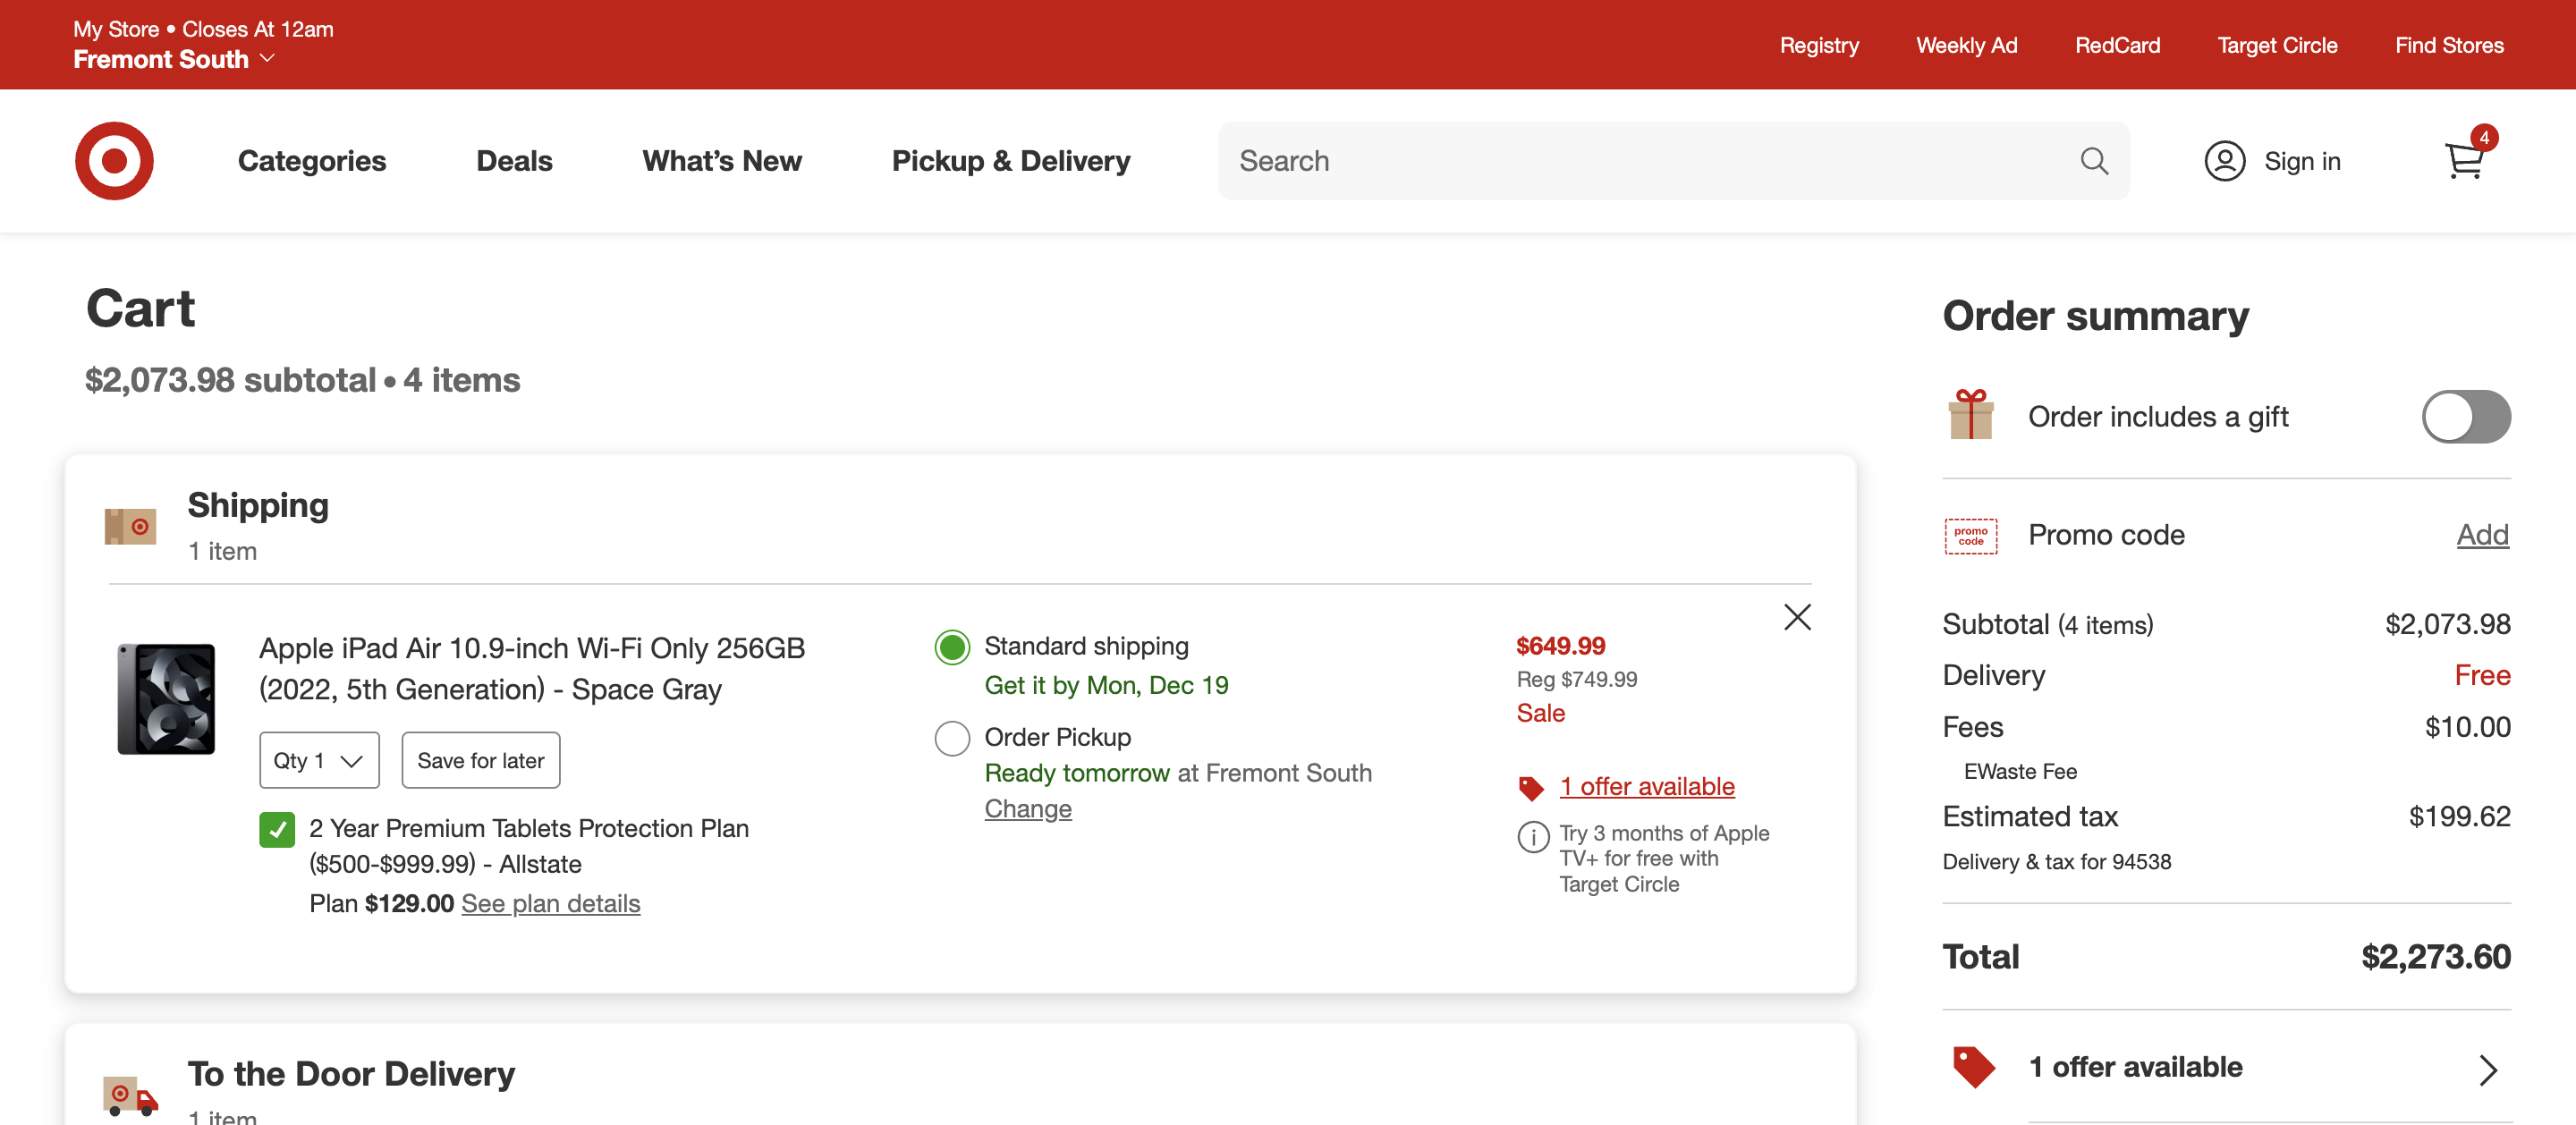 My Store • Closes At 12am
Fremont South
Registry
Weekly Ad
RedCard
Target Circle
Find Stores
Categories
Deals
What's New
Pickup & Delivery
Search
Sign in
4
Cart
$2,073.98 subtotal • 4 items
Shipping
1 item
Apple iPad Air 10.9-inch Wi-Fi Only 256GB
(2022, 5th Generation) - Space Gray
Qty 1
Save for later
2 Year Premium Tablets Protection Plan
($500-$999.99) - Allstate
Plan $129.00 See plan details
Standard shipping
Get it by Mon, Dec 19
Order Pickup
Ready tomorrow at Fremont South
Change
$649.99
Reg $749.99
Sale
1 offer available
Try 3 months of Apple
TV+ for free with
Target Circle
To the Door Delivery
1 item
Order summary
Order includes a gift
promo
code
Promo code
Add
Subtotal (4 items) $2,073.98
Delivery Free
Fees $10.00
EWaste Fee
Estimated tax $199.62
Delivery & tax for 94538
Total $2,273.60
1 offer available